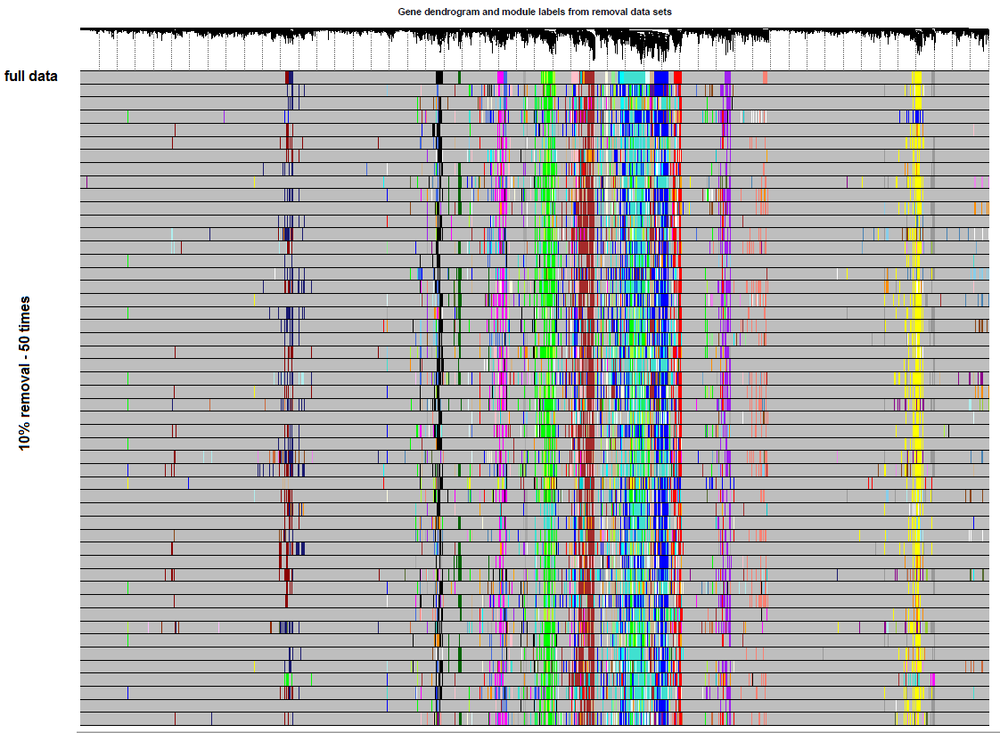 Gene dendrogram and module labels from removal data sets
full data
10% removal - 50 times